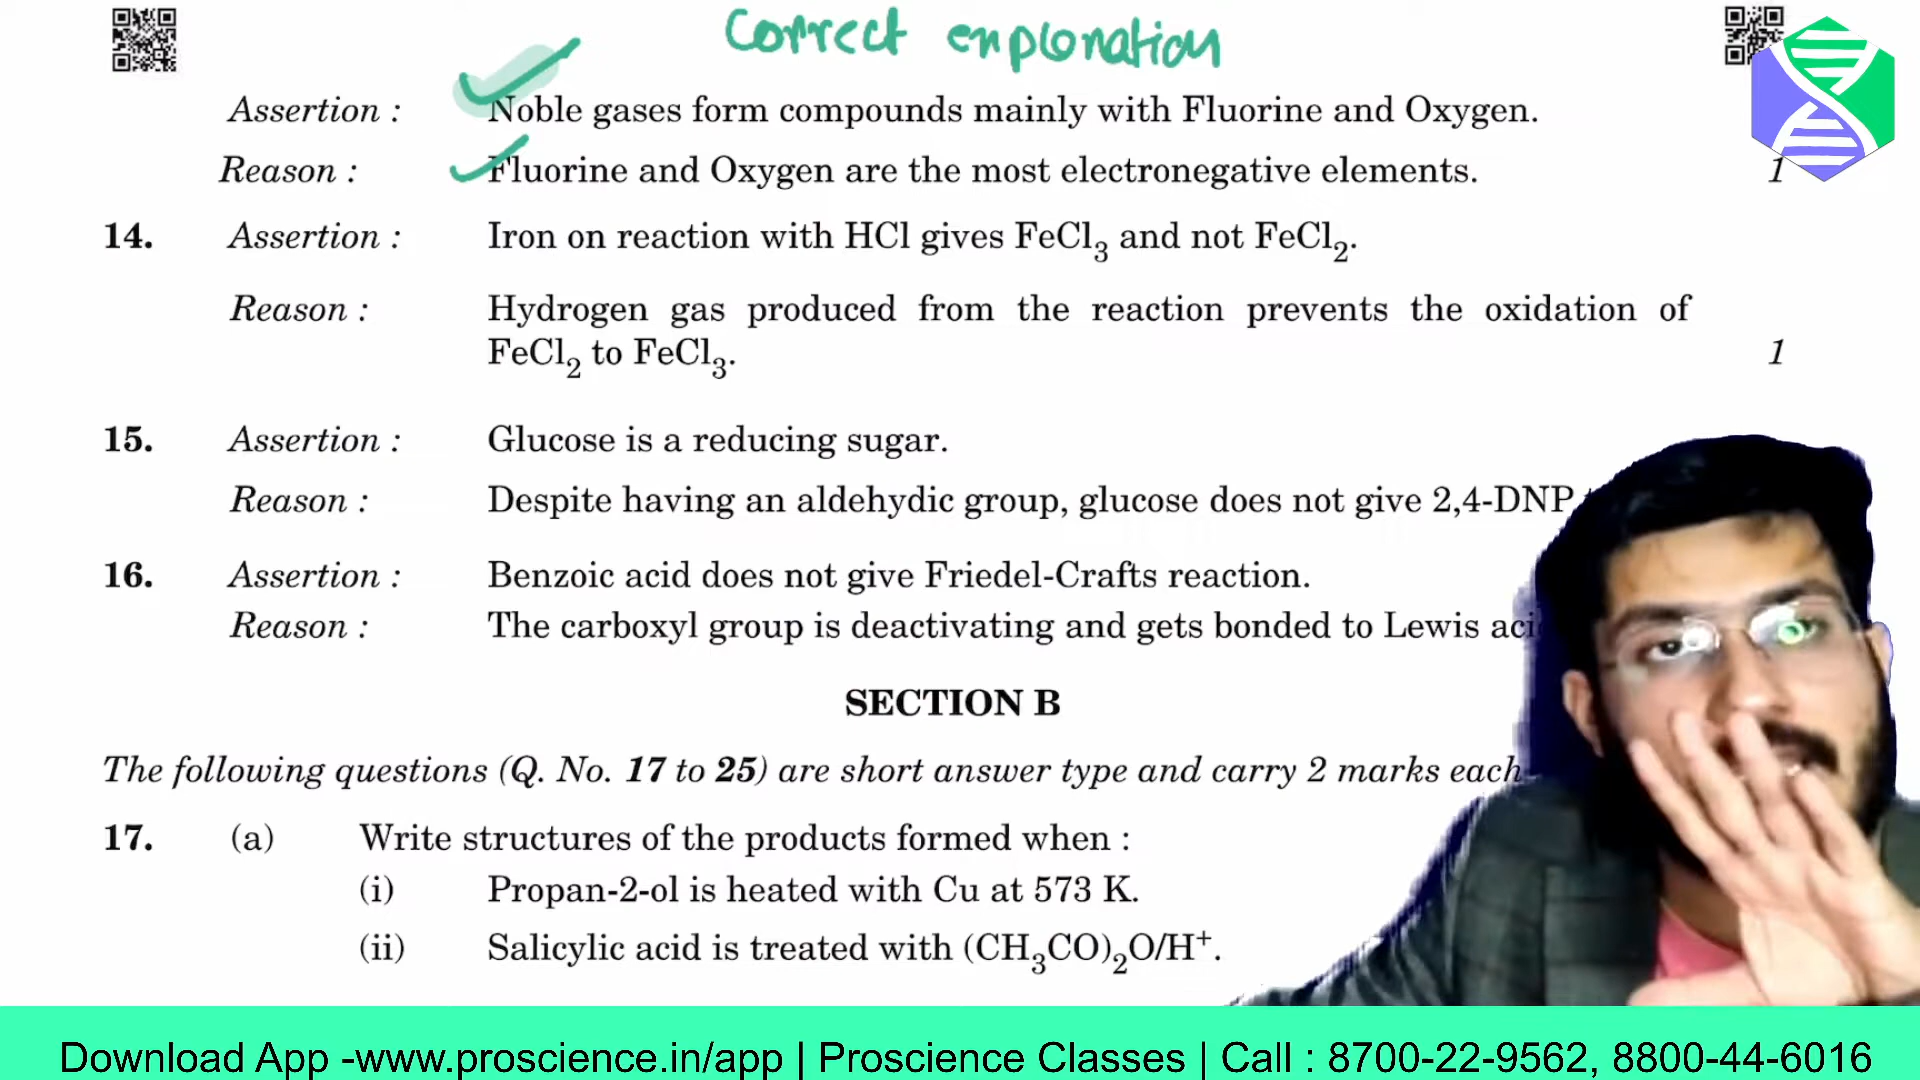 Correct enplonation
Assertion : Noble gases form compounds mainly with Fluorine and Oxygen.
Reason : Fluorine and Oxygen are the most electronegative elements. 1
14. Assertion : Iron on reaction with HCl gives FeCl₃ and not FeCl₂.
Reason : Hydrogen gas produced from the reaction prevents the oxidation of
FeCl₂ to FeCl₃. 1
15. Assertion : Glucose is a reducing sugar.
Reason : Despite having an aldehydic group, glucose does not give 2,4-DNP
16. Assertion : Benzoic acid does not give Friedel-Crafts reaction.
Reason : The carboxyl group is deactivating and gets bonded to Lewis
SECTION B
The following questions (Q. No. 17 to 25) are short answer type and carry 2 marks each
17. (a) Write structures of the products formed when :
(i) Propan-2-ol is heated with Cu at 573 K.
(ii) Salicylic acid is treated with (CH₃CO)₂O/H⁺.
Download App -www.proscience.in/app | Proscience Classes | Call : 8700-22-9562, 8800-44-6016